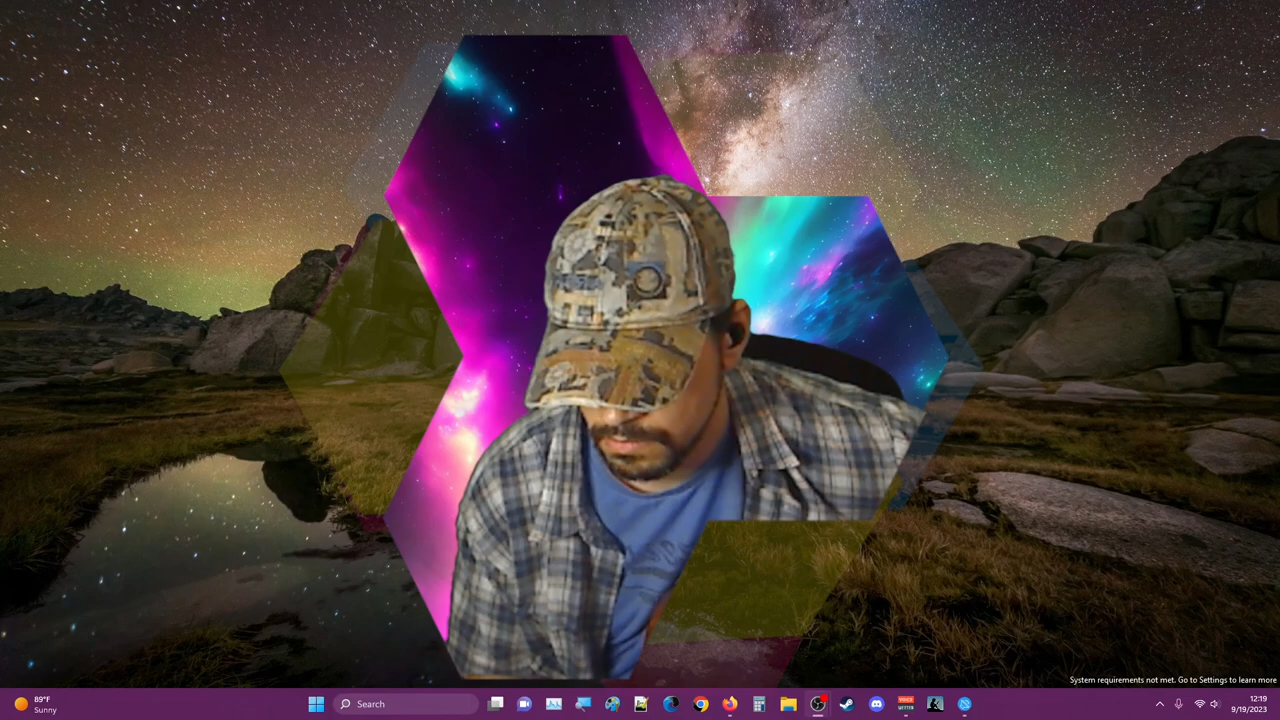 System requirements not met. Go to Settings to learn more
89°F
Sunny
Search
12:19
9/19/2023